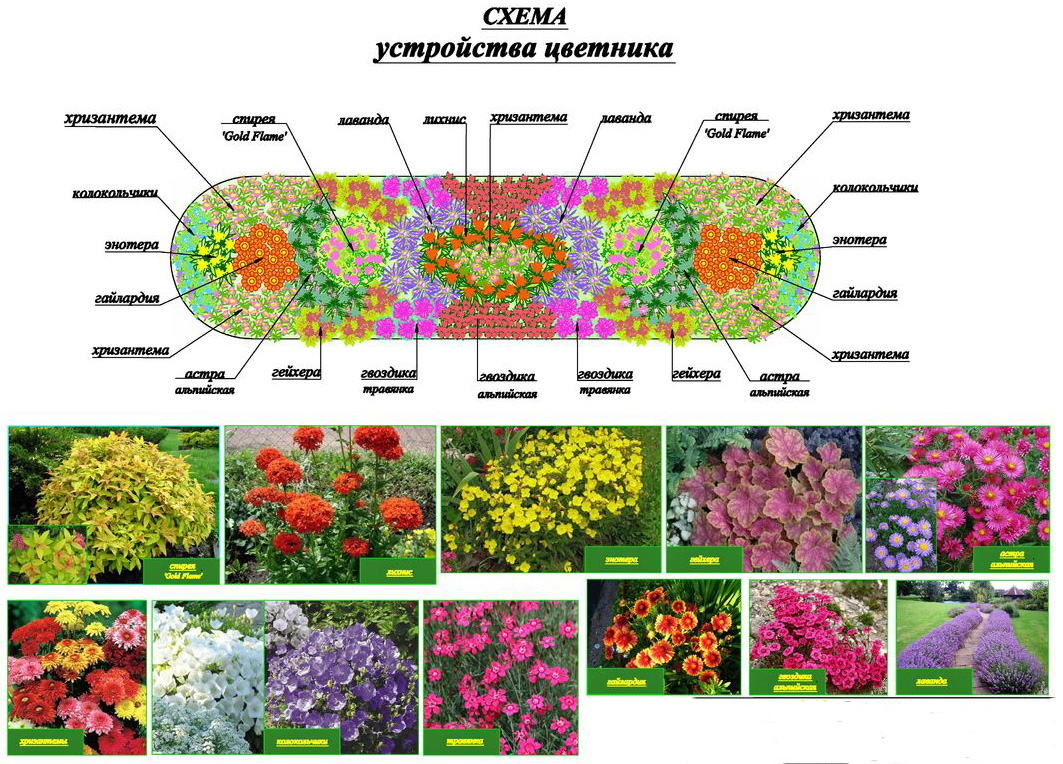 СХЕМА
устройства цветника
хризантема
спирея
'Gold Flame'
лаванда
лихнис
хризантема
лаванда
спирея
'Gold Flame'
хризантема
колокольчики
колокольчики
энотера
энотера
гайлардия
гайлардия
хризантема
хризантема
астра
альпийская
гейхера
гвоздика
травянка
гвоздика
альпийская
гвоздика
травянка
гейхера
астра
альпийская
спирея
'Gold Flame'
лихнис
энотера
гейхера
астра
альпийская
гайлардия
гвоздика
альпийская
лаванда
хризантемы
колокольчики
травянка